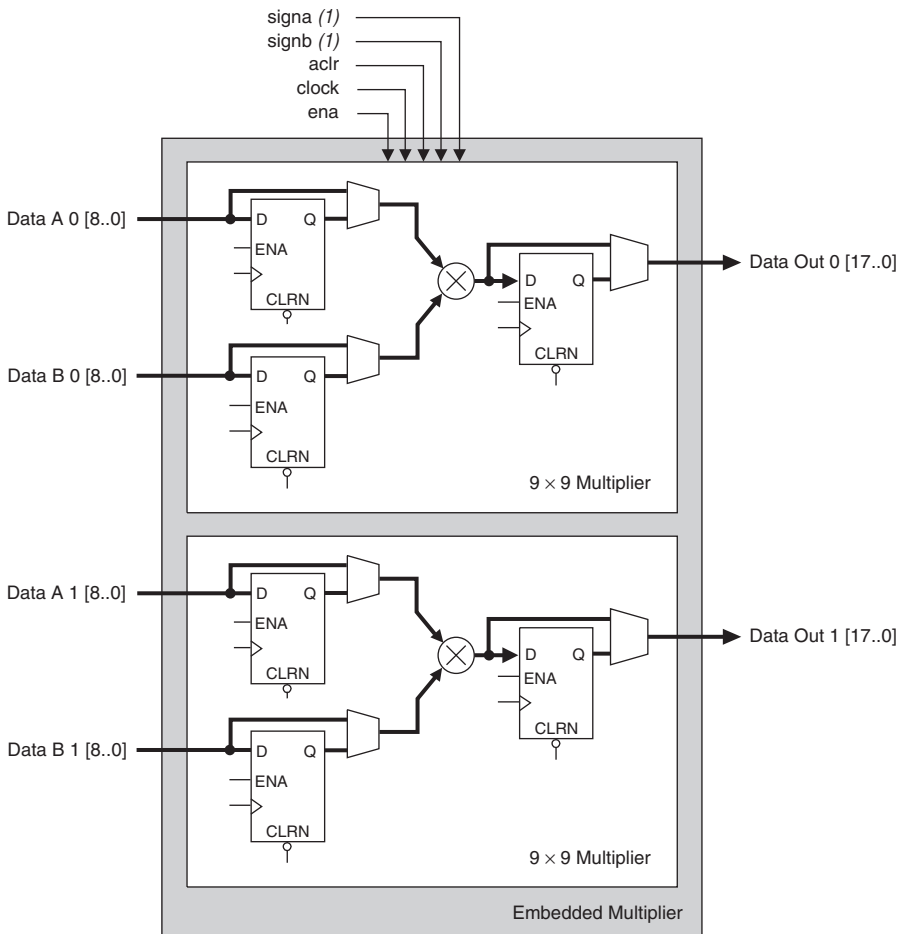 signa (1)
signb (1)
aclr
clock
ena
Data A 0 [8..0]
D Q
ENA
CLRN
Data B 0 [8..0]
D Q
ENA
CLRN
D Q
ENA
CLRN
Data Out 0 [17..0]
9 × 9 Multiplier
Data A 1 [8..0]
D Q
ENA
CLRN
Data B 1 [8..0]
D Q
ENA
CLRN
D Q
ENA
CLRN
Data Out 1 [17..0]
9 × 9 Multiplier
Embedded Multiplier